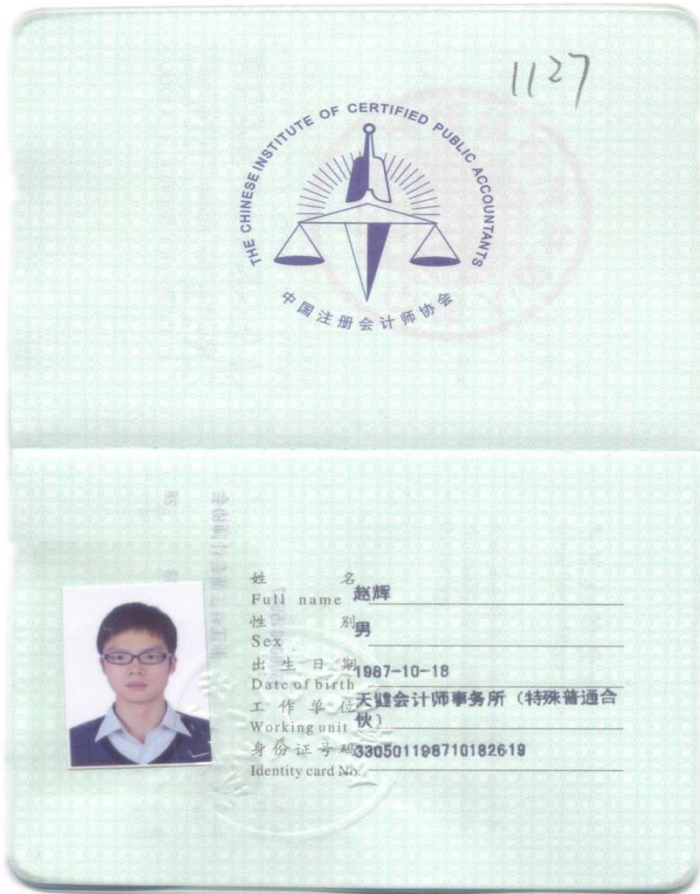 1127
THE CHINESE INSTITUTE OF CERTIFIED PUBLIC ACCOUNTANTS
中国注册会计师协会
姓 名 赵辉
Full name
性 别 男
Sex
出生日期 1987-10-18
Date of birth
工作单位 天健会计师事务所（特殊普通合
Working unit 伙）
身份证号码 330501198710182619
Identity card No.